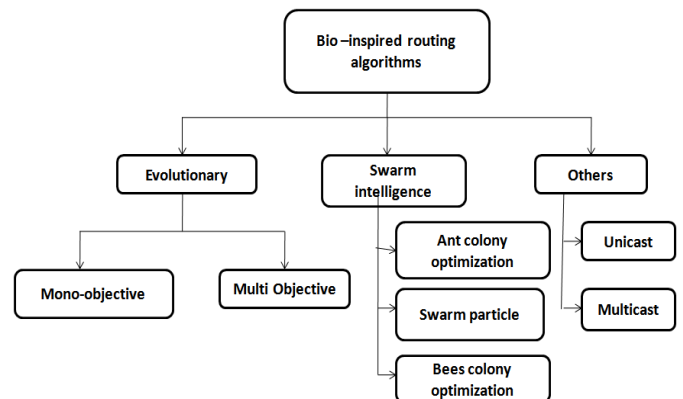 Bio –inspired routing
algorithms
Evolutionary
Swarm
intelligence
Others
Ant colony
optimization
Unicast
Mono-objective
Multi Objective
Swarm particle
Multicast
Bees colony
optimization